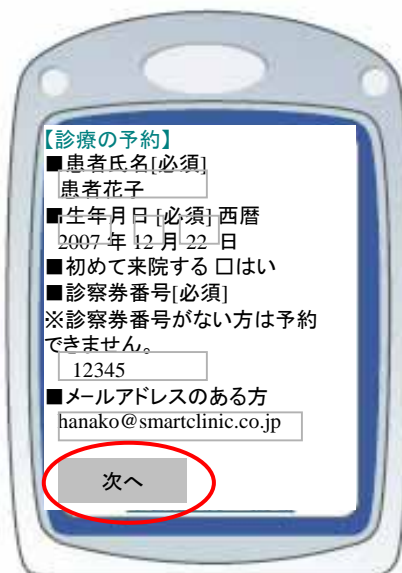 【診療の予約】
■患者氏名[必須]
患者花子
■生年月日[必須] 西暦
2007 年 12 月 22 日
■初めて来院する □はい
■診察券番号[必須]
※診察券番号がない方は予約
できません。
12345
■メールアドレスのある方
hanako@smartclinic.co.jp
次へ